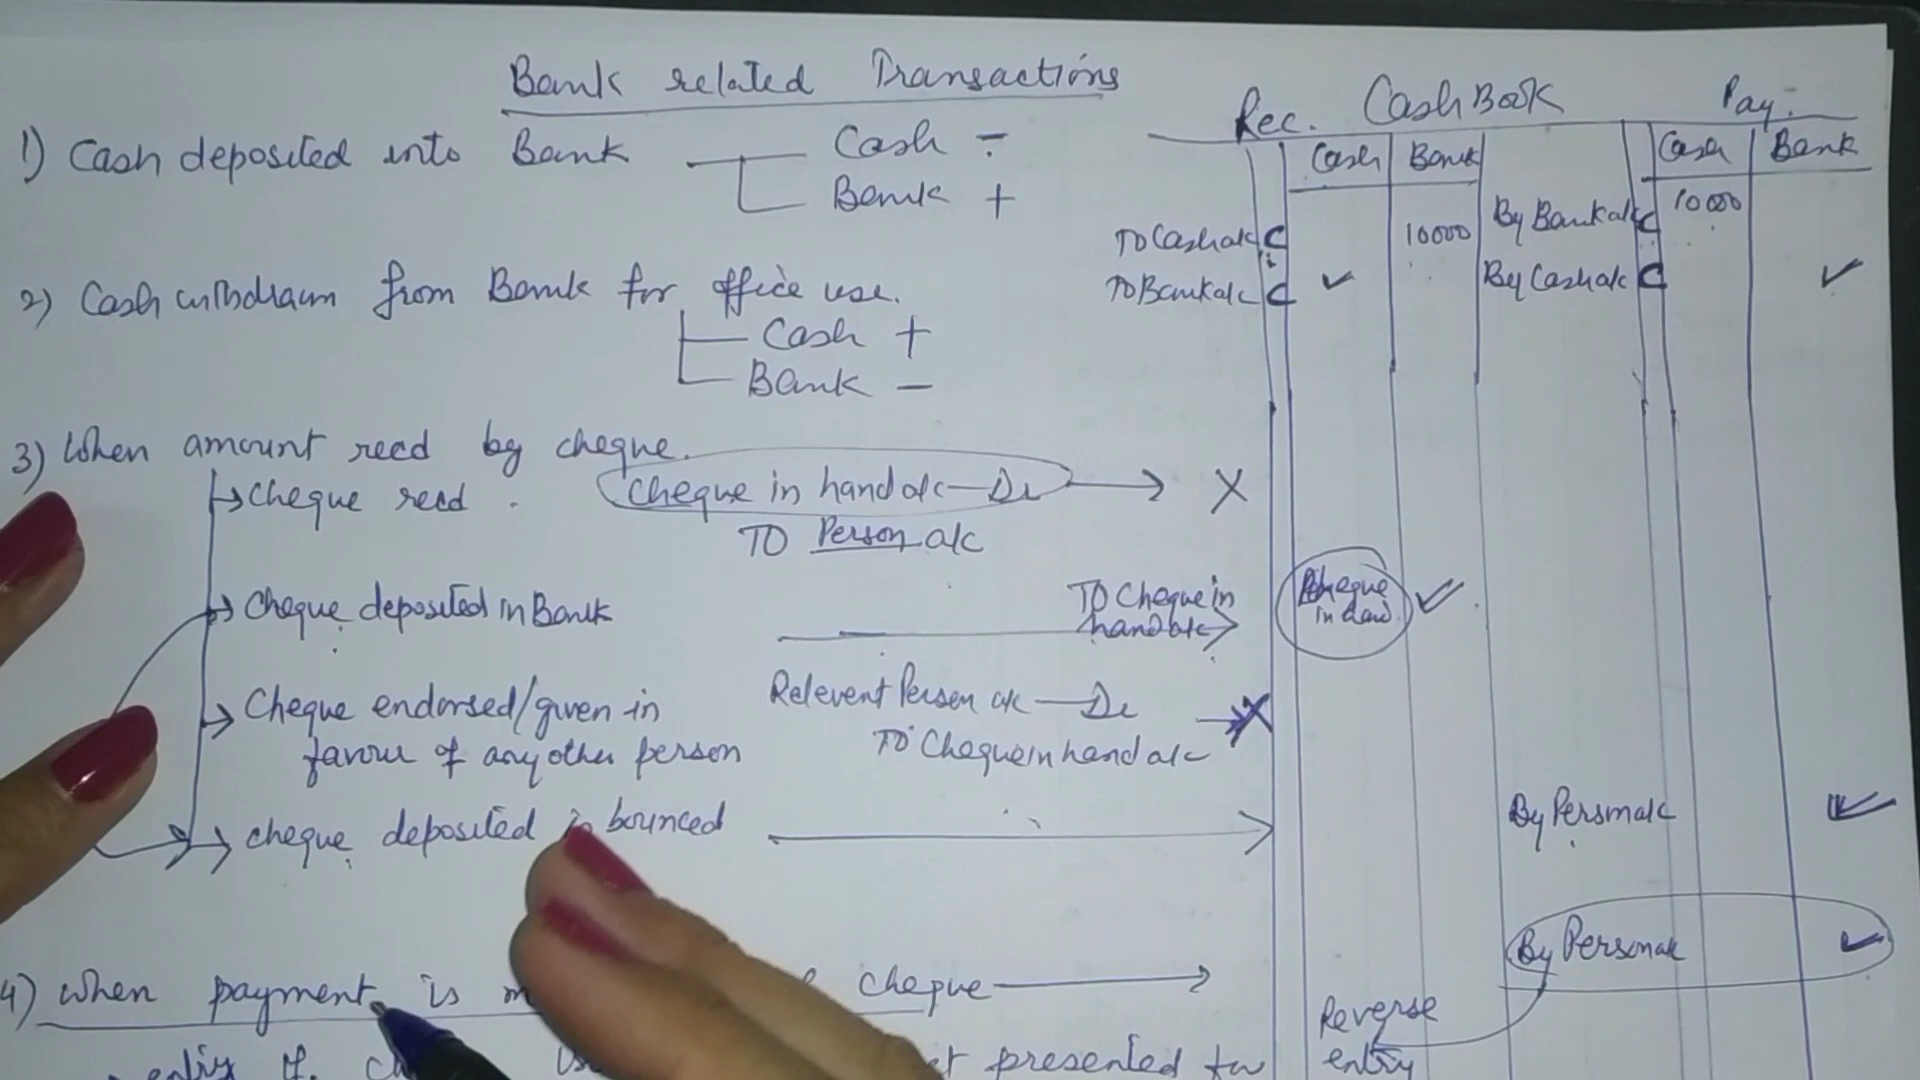 Bank related Transactions
1) Cash deposited into Bank
Cash -
Bank +
2) Cash withdrawn from Bank for office use.
Cash +
Bank -
3) When amount recd by cheque.
→ Cheque recd.
Cheque in hand a/c — Dr → X
TO Person a/c
→ Cheque deposited in Bank
→ Cheque endorsed/given in
favour of any other person
Relevent Person a/c — Dr
TO Cheque in hand a/c → X
→ cheque deposited is bounced
4) When payment is cheque →
entry If presented for
Rec. Cash Book Pay.
Cash Bank Cash Bank
TO Cash a/c C 10000 By Bank a/c C 10000
TO Bank a/c C ✓ By Cash a/c C ✓
TO Cheque in
hand a/c
Cheque
in ✓
By Person a/c ✓
By Person a/c ✓
Reverse
entry